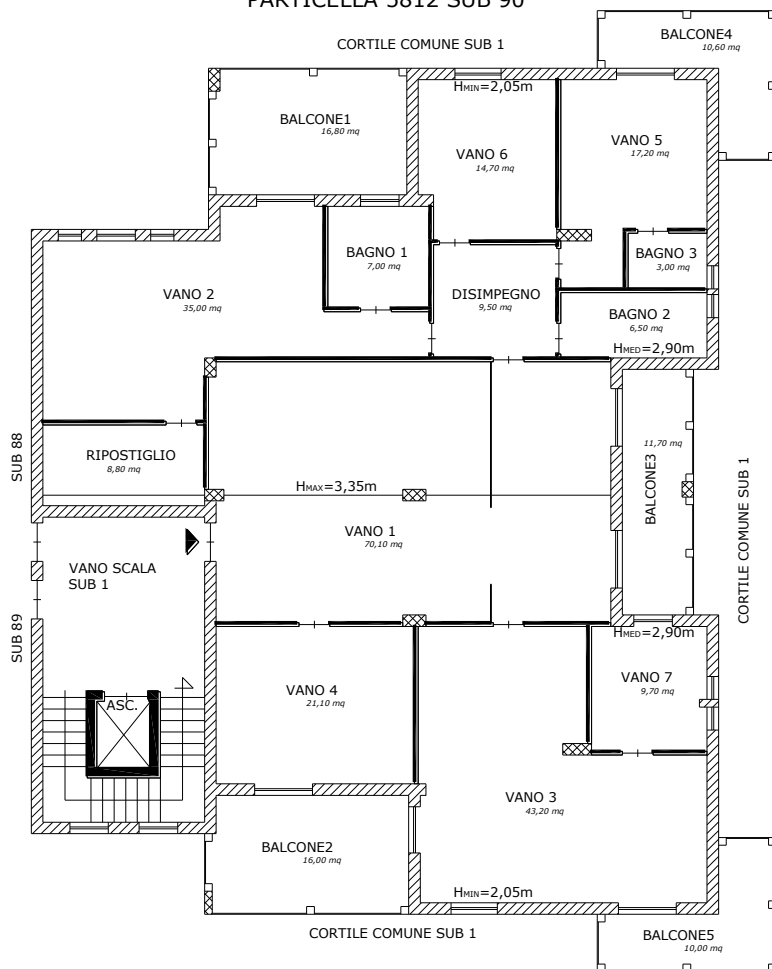 PARTICELLA 5812 SUB 90
CORTILE COMUNE SUB 1
BALCONE4
10,60 mq
HMIN=2,05m
BALCONE1
16,80 mq
VANO 6
14,70 mq
VANO 5
17,20 mq
BAGNO 1
7,00 mq
BAGNO 3
3,00 mq
VANO 2
35,00 mq
DISIMPEGNO
9,50 mq
BAGNO 2
6,50 mq
HMED=2,90m
SUB 88
RIPOSTIGLIO
8,80 mq
11,70 mq
BALCONE3
HMAX=3,35m
VANO 1
70,10 mq
CORTILE COMUNE SUB 1
VANO SCALA
SUB 1
SUB 89
HMED=2,90m
VANO 7
9,70 mq
VANO 4
21,10 mq
ASC.
VANO 3
43,20 mq
BALCONE2
16,00 mq
HMIN=2,05m
CORTILE COMUNE SUB 1
BALCONE5
10,00 mq